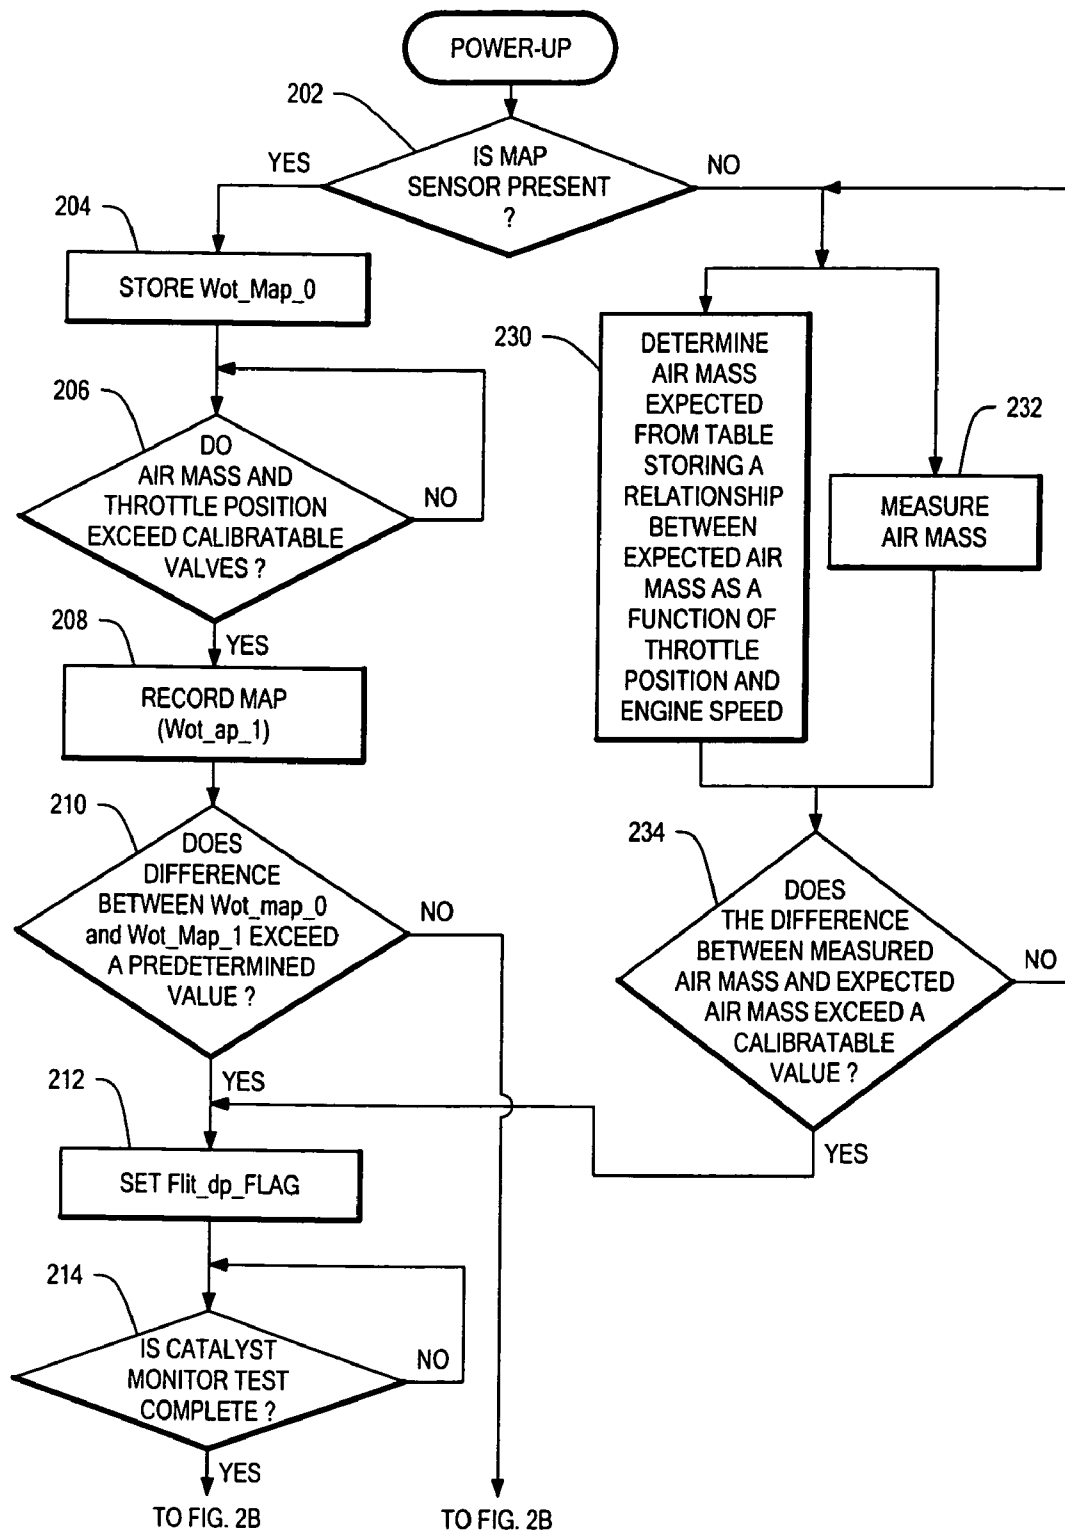 POWER-UP
202
IS MAP
SENSOR PRESENT
?
YES
NO
204
STORE Wot_Map_0
206
DO
AIR MASS AND
THROTTLE POSITION
EXCEED CALIBRATABLE
VALVES ?
NO
YES
208
RECORD MAP
(Wot_ap_1)
210
DOES
DIFFERENCE
BETWEEN Wot_map_0
and Wot_Map_1 EXCEED
A PREDETERMINED
VALUE ?
NO
YES
230
DETERMINE
AIR MASS
EXPECTED
FROM TABLE
STORING A
RELATIONSHIP
BETWEEN
EXPECTED AIR
MASS AS A
FUNCTION OF
THROTTLE
POSITION AND
ENGINE SPEED
232
MEASURE
AIR MASS
234
DOES
THE DIFFERENCE
BETWEEN MEASURED
AIR MASS AND EXPECTED
AIR MASS EXCEED A
CALIBRATABLE
VALUE ?
NO
YES
212
SET Flit_dp_FLAG
214
IS CATALYST
MONITOR TEST
COMPLETE ?
NO
YES
TO FIG. 2B
TO FIG. 2B